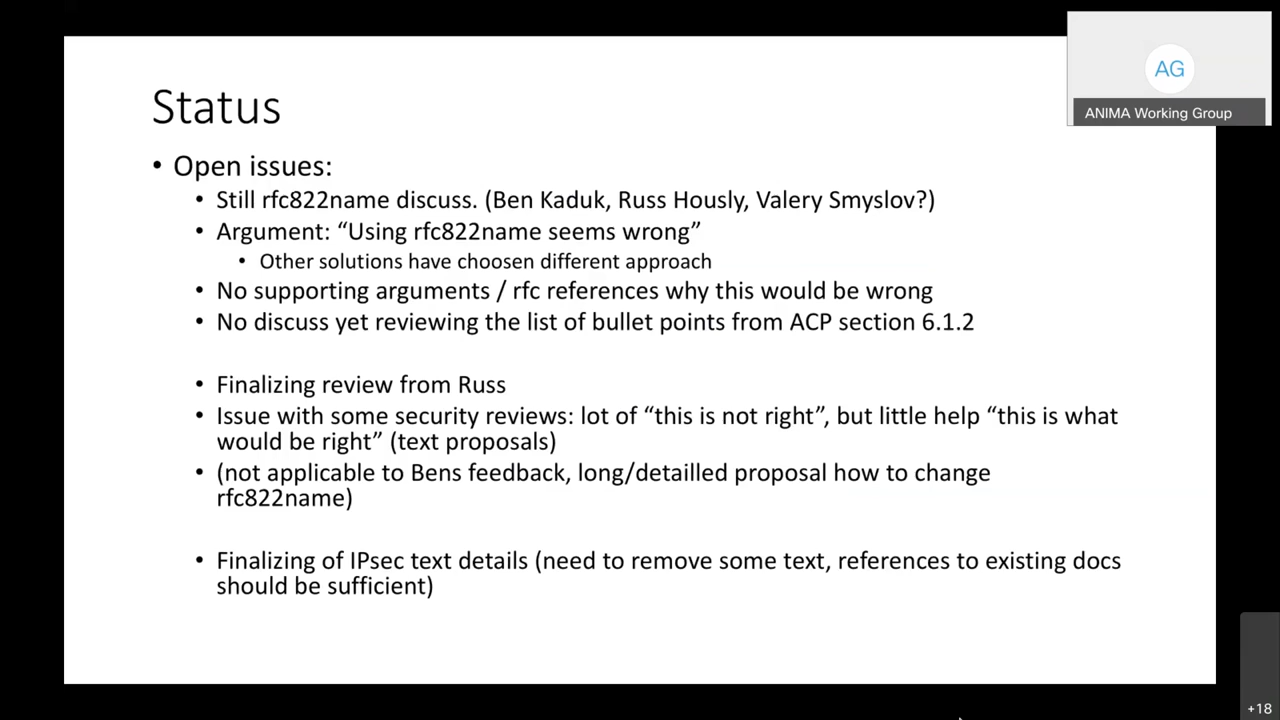 AG
ANIMA Working Group
Status
• Open issues:
• Still rfc822name discuss. (Ben Kaduk, Russ Hously, Valery Smyslov?)
• Argument: “Using rfc822name seems wrong”
• Other solutions have choosen different approach
• No supporting arguments / rfc references why this would be wrong
• No discuss yet reviewing the list of bullet points from ACP section 6.1.2
• Finalizing review from Russ
• Issue with some security reviews: lot of “this is not right”, but little help “this is what
would be right” (text proposals)
• (not applicable to Bens feedback, long/detailled proposal how to change
rfc822name)
• Finalizing of IPsec text details (need to remove some text, references to existing docs
should be sufficient)
+18